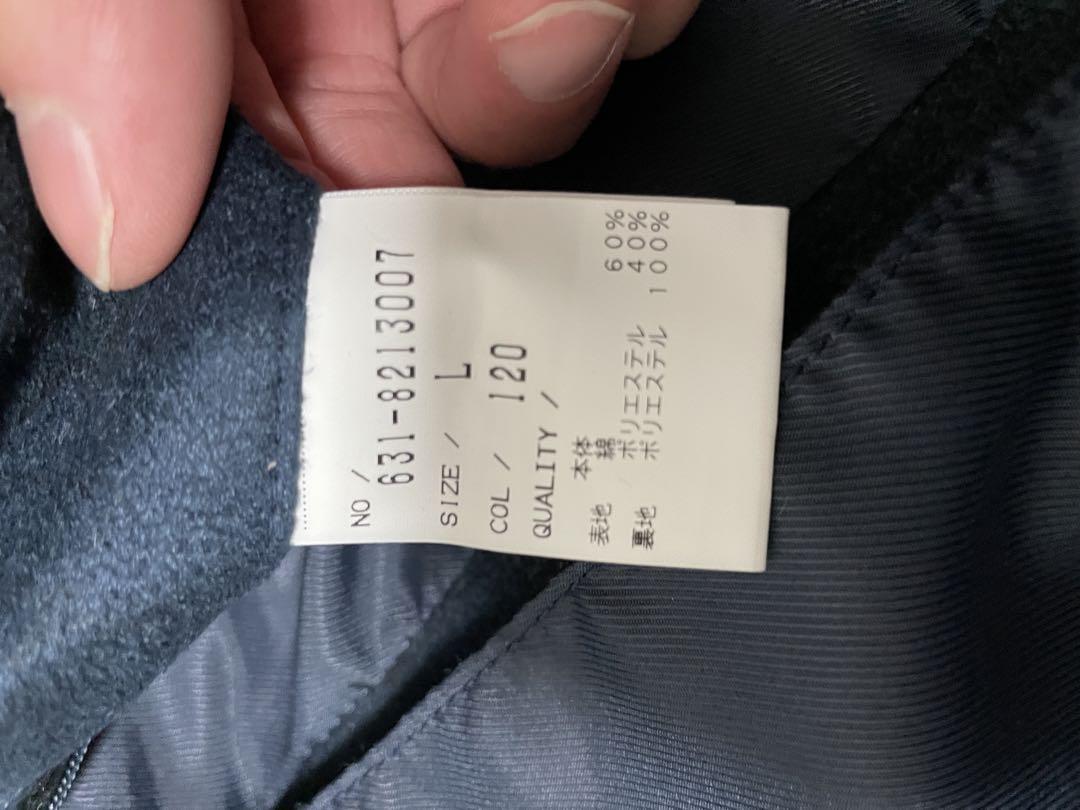 NO /
631-8213007
SIZE /
L
COL / 120
QUALITY /
本体
表地 綿 60%
ポリエステル 40%
裏地 ポリエステル 100%